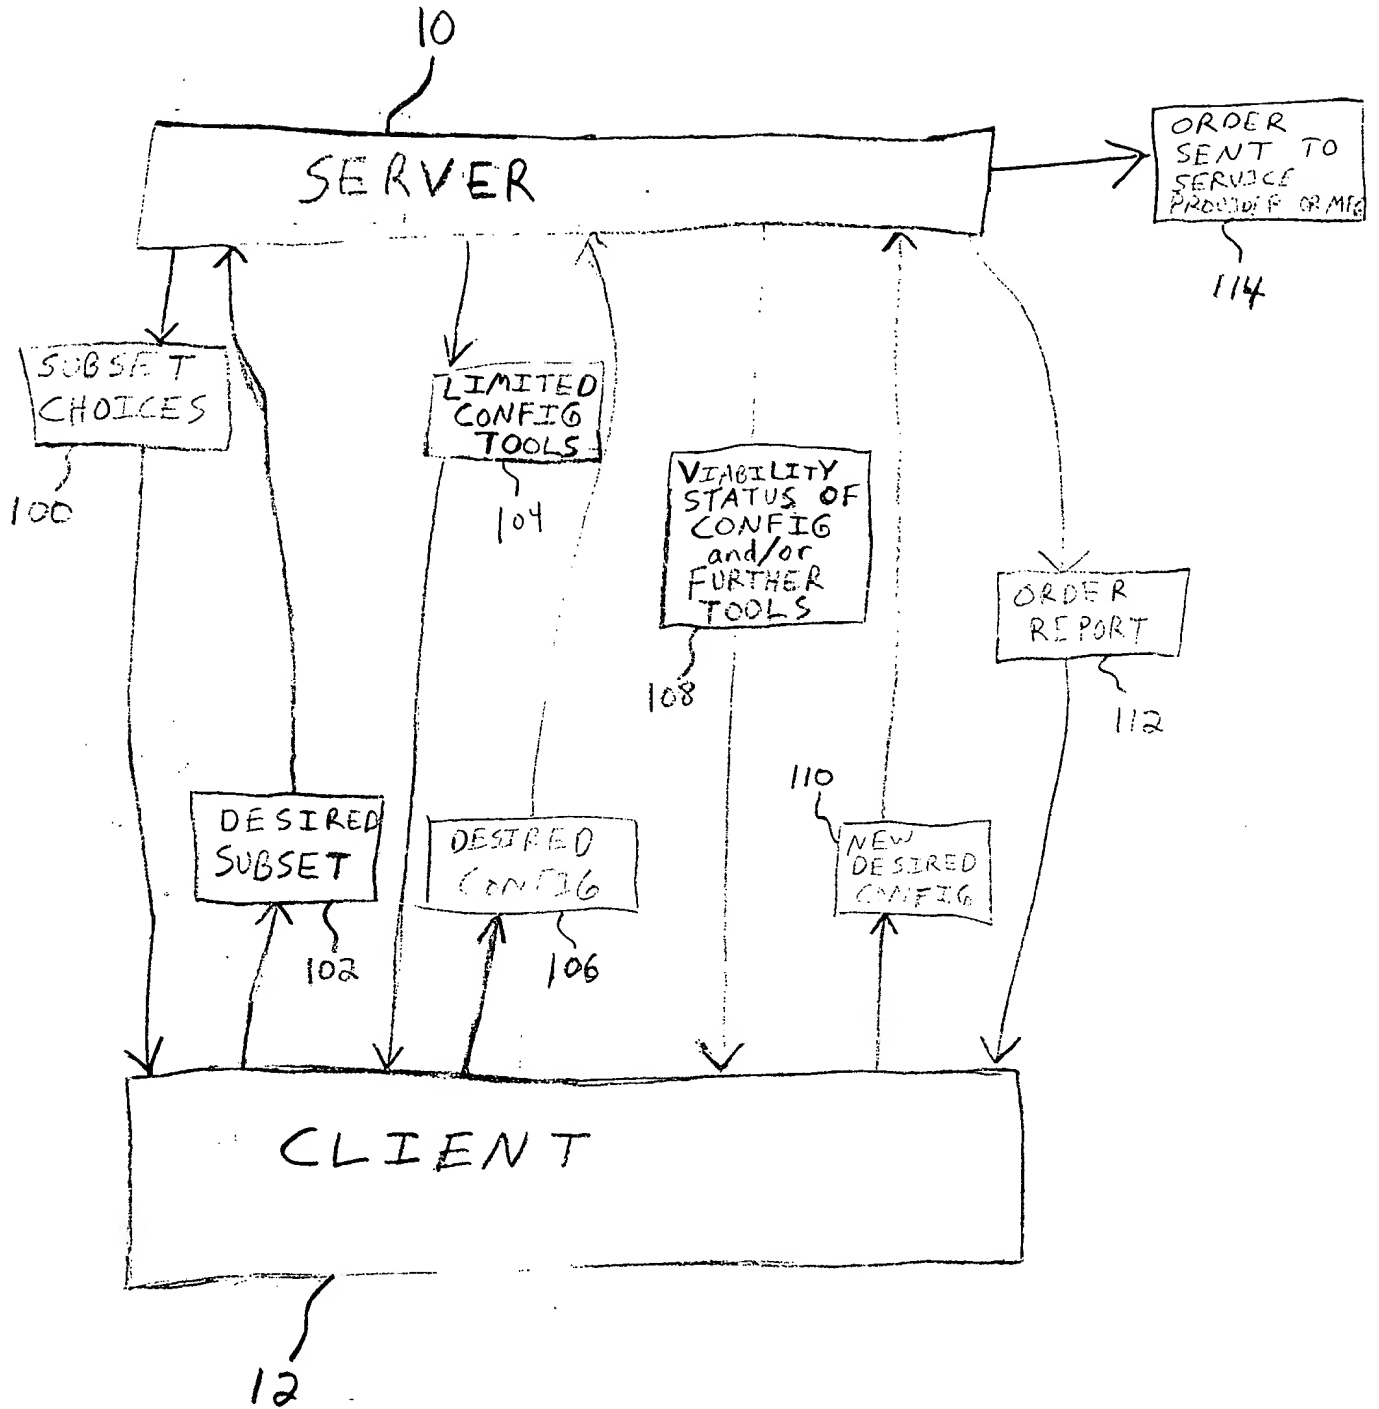 10
SERVER
ORDER
SENT TO
SERVICE
PROVIDER OR MFG
114
SUBSET
CHOICES
100
LIMITED
CONFIG
TOOLS
104
VIABILITY
STATUS OF
CONFIG
and/or
FURTHER
TOOLS
108
ORDER
REPORT
112
DESIRED
SUBSET
102
DESIRED
CONFIG
106
110
NEW
DESIRED
CONFIG
CLIENT
12